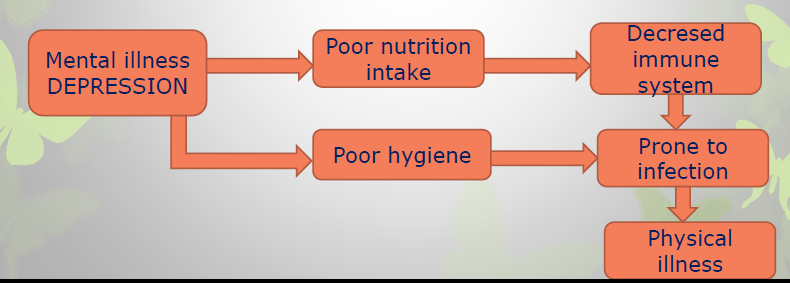 Mental illness
DEPRESSION
Poor nutrition
intake
Decresed
immune
system
Poor hygiene
Prone to
infection
Physical
illness